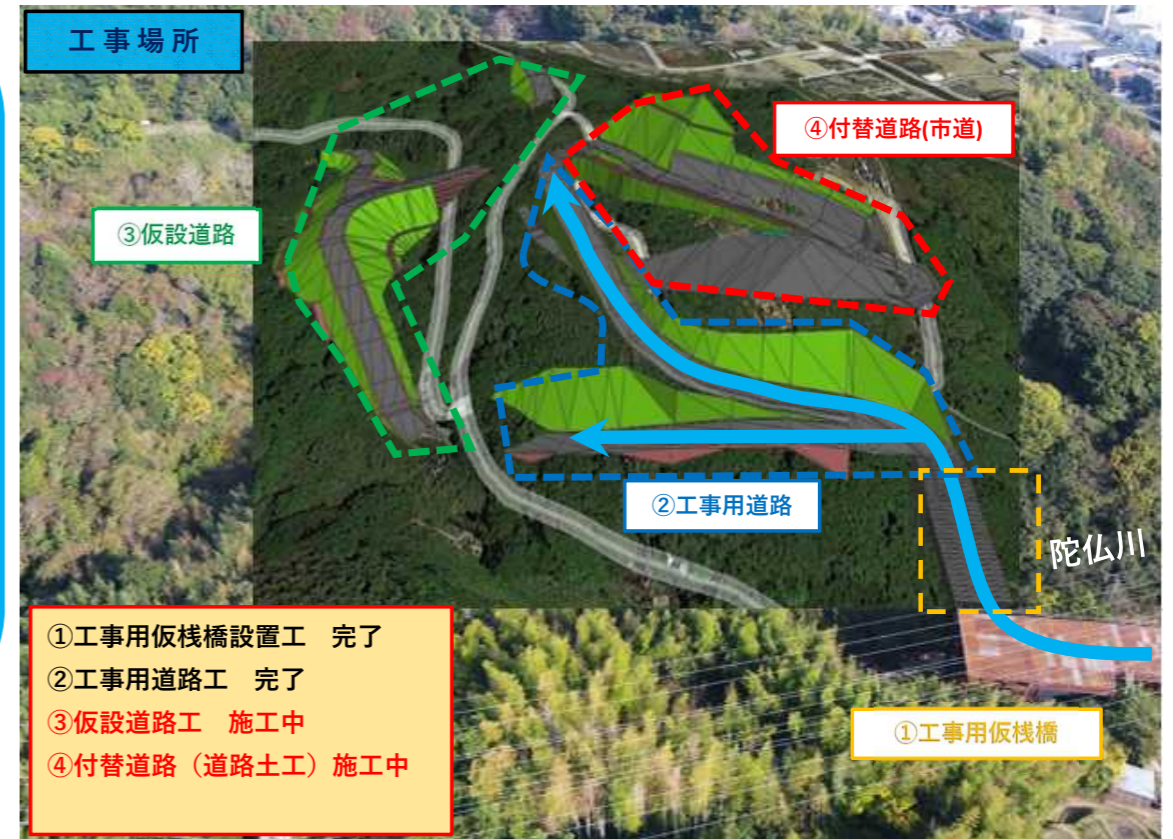 工事場所
④付替道路(市道)
③仮設道路
②工事用道路
陀仏川
①工事用仮桟橋
①工事用仮桟橋設置工　完了
②工事用道路工　完了
③仮設道路工　施工中
④付替道路（道路土工）施工中